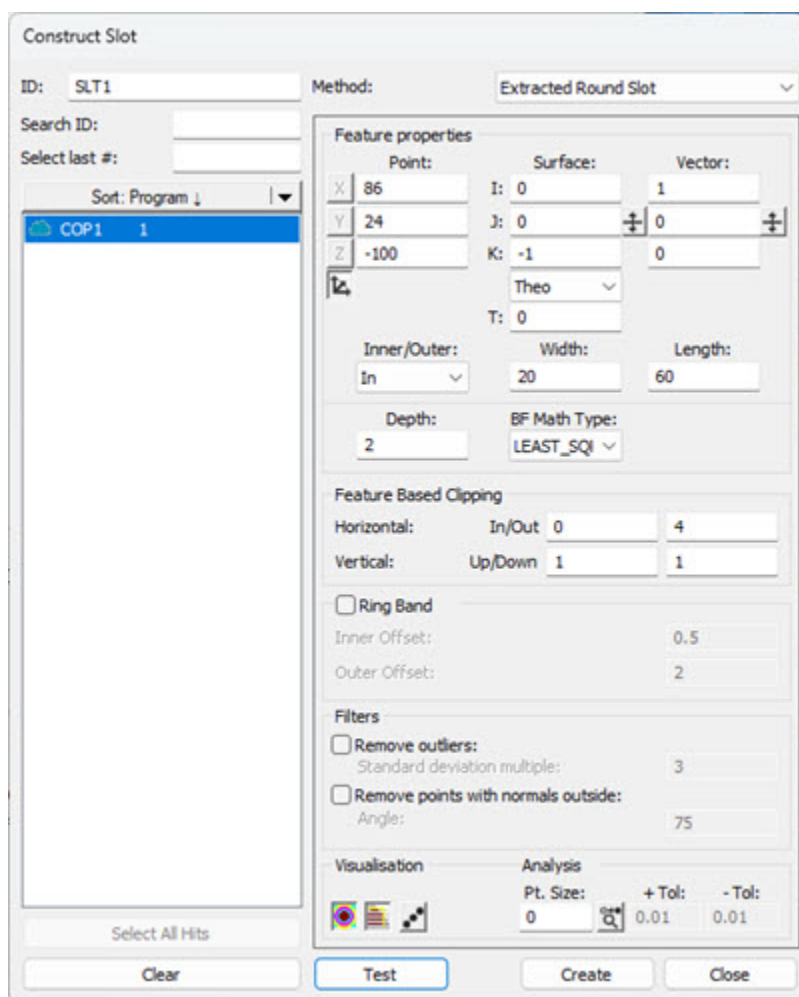 Construct Slot
ID: SLT1 Method: Extracted Round Slot
Search ID:
Select last #:
Sort: Program ↓
COP1 1
Select All Hits
Clear
Feature properties
Point: Surface: Vector:
X 86 I: 0 1
Y 24 J: 0 0
Z -100 K: -1 0
Theo
T: 0
Inner/Outer: Width: Length:
In 20 60
Depth: BF Math Type:
2 LEAST_SQI
Feature Based Clipping
Horizontal: In/Out 0 4
Vertical: Up/Down 1 1
Ring Band
Inner Offset: 0.5
Outer Offset: 2
Filters
Remove outliers:
Standard deviation multiple: 3
Remove points with normals outside:
Angle: 75
Visualisation Analysis
Pt. Size: + Tol: - Tol:
0 0.01 0.01
Test Create Close